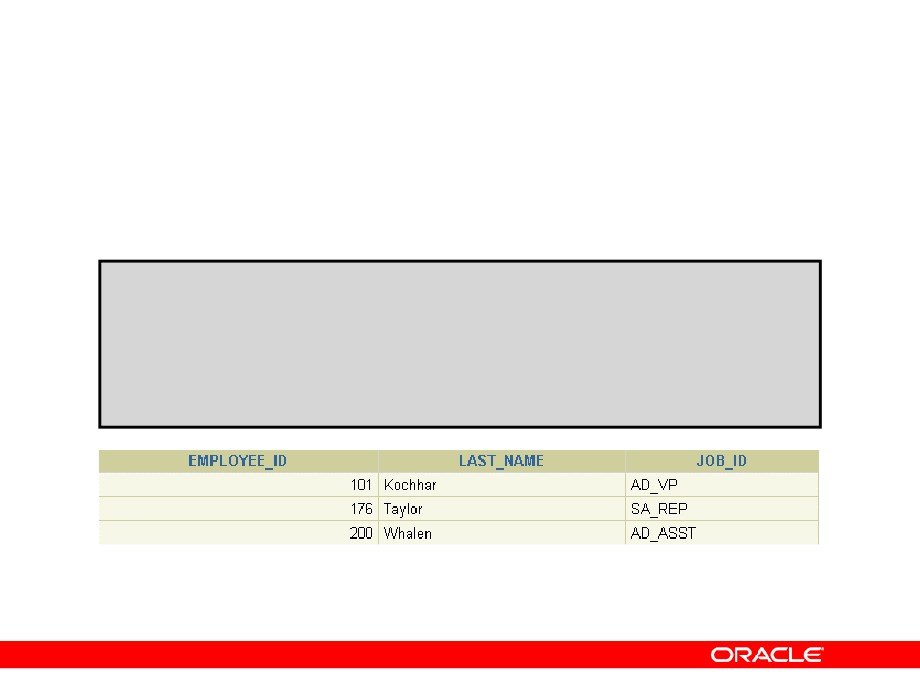 EMPLOYEE_ID LAST_NAME JOB_ID
101 Kochhar AD_VP
176 Taylor SA_REP
200 Whalen AD_ASST
ORACLE